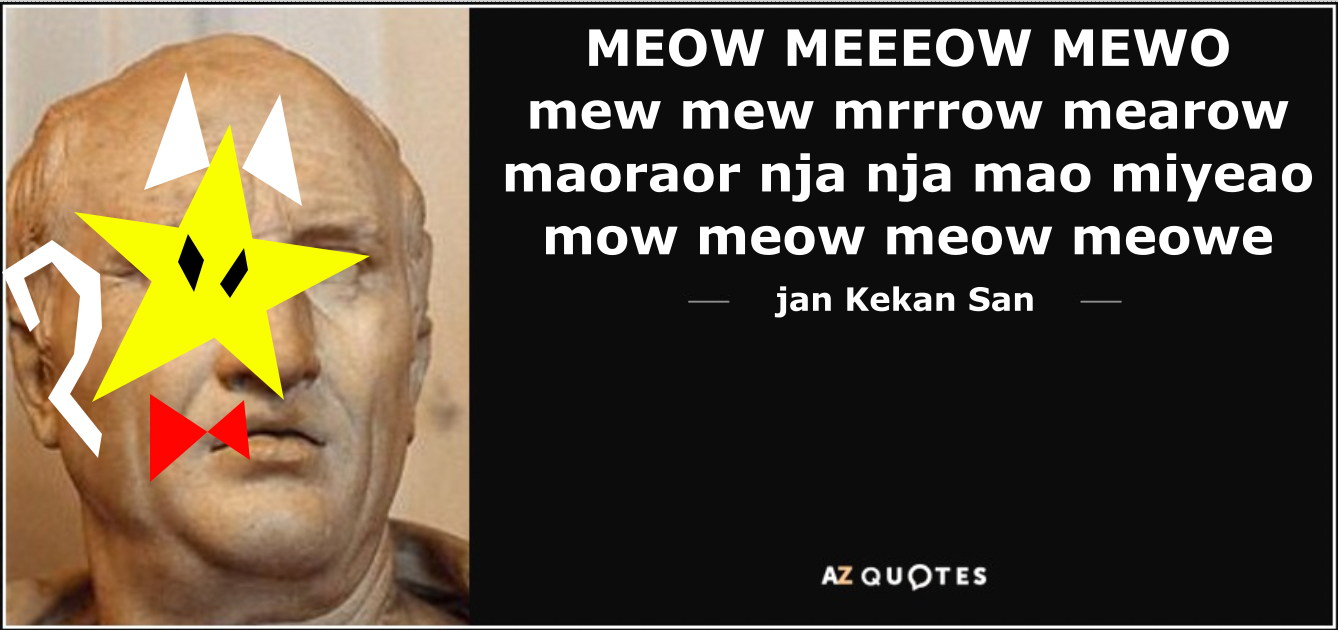 MEOW MEEEOW MEWO
mew mew mrrrow mearow
maoraor nja nja mao miyeao
mow meow meow meowe
jan Kekan San
AZ QUOTES